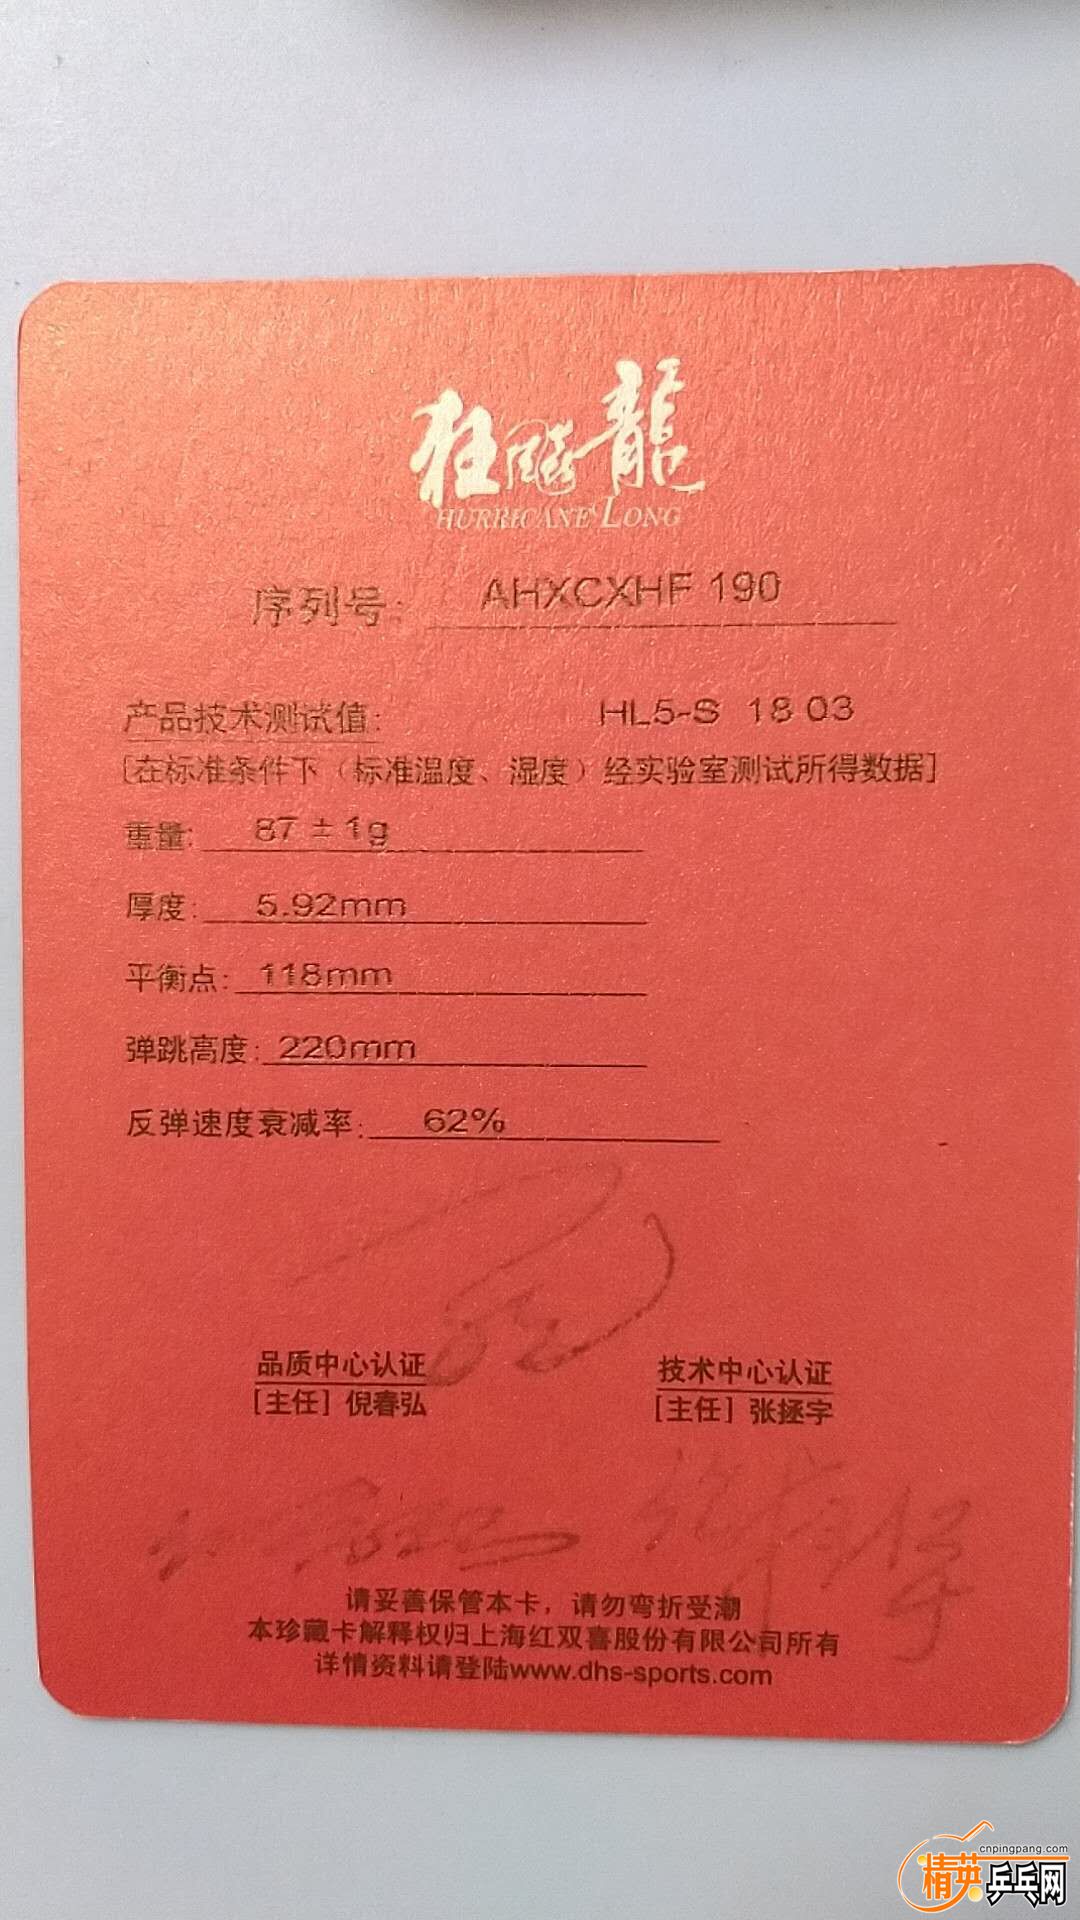 狂飚龍
HURRICANE LONG
序列号: AHXCXHF 190
产品技术测试值: HL5-S 18 03
[在标准条件下（标准温度、湿度）经实验室测试所得数据]
重量: 87±1g
厚度: 5.92mm
平衡点: 118mm
弹跳高度: 220mm
反弹速度衰减率: 62%
品质中心认证 技术中心认证
[主任] 倪春弘 [主任] 张拯宇
请妥善保管本卡，请勿弯折受潮
本珍藏卡解释权归上海红双喜股份有限公司所有
详情资料请登陆www.dhs-sports.com
cnpingpang.com
精英乒乓网